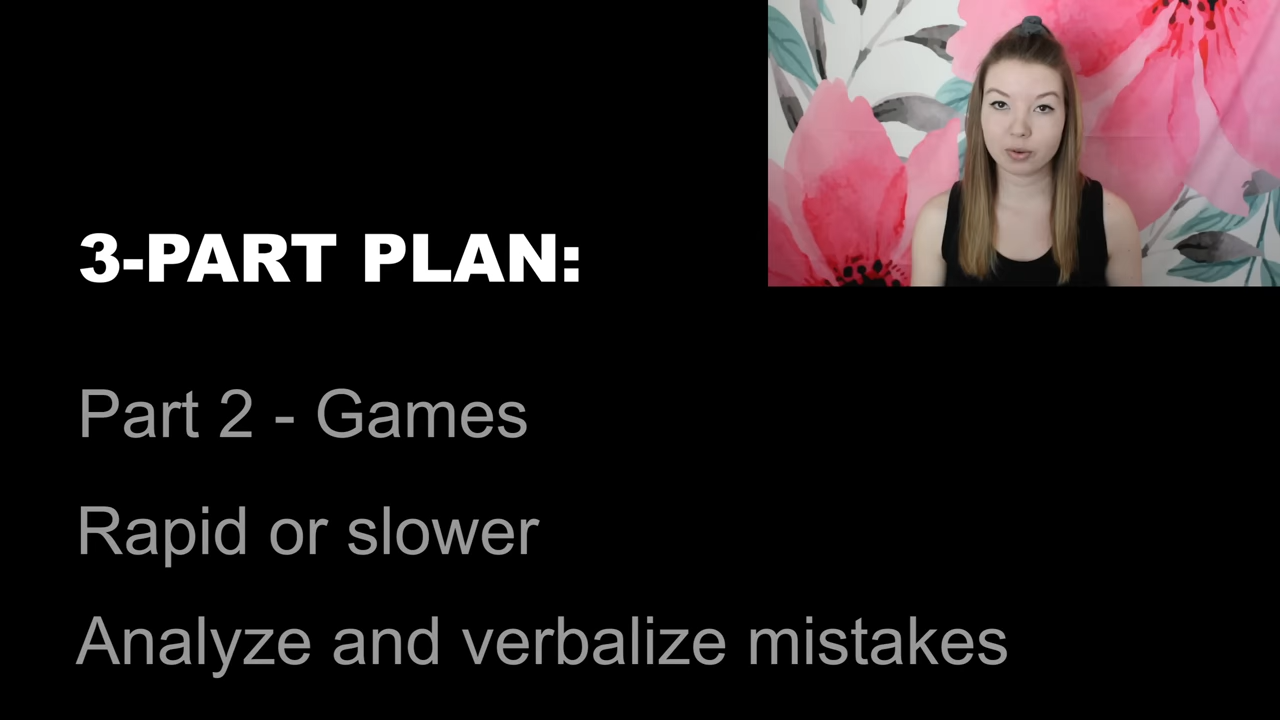 3-PART PLAN:
Part 2 - Games
Rapid or slower
Analyze and verbalize mistakes